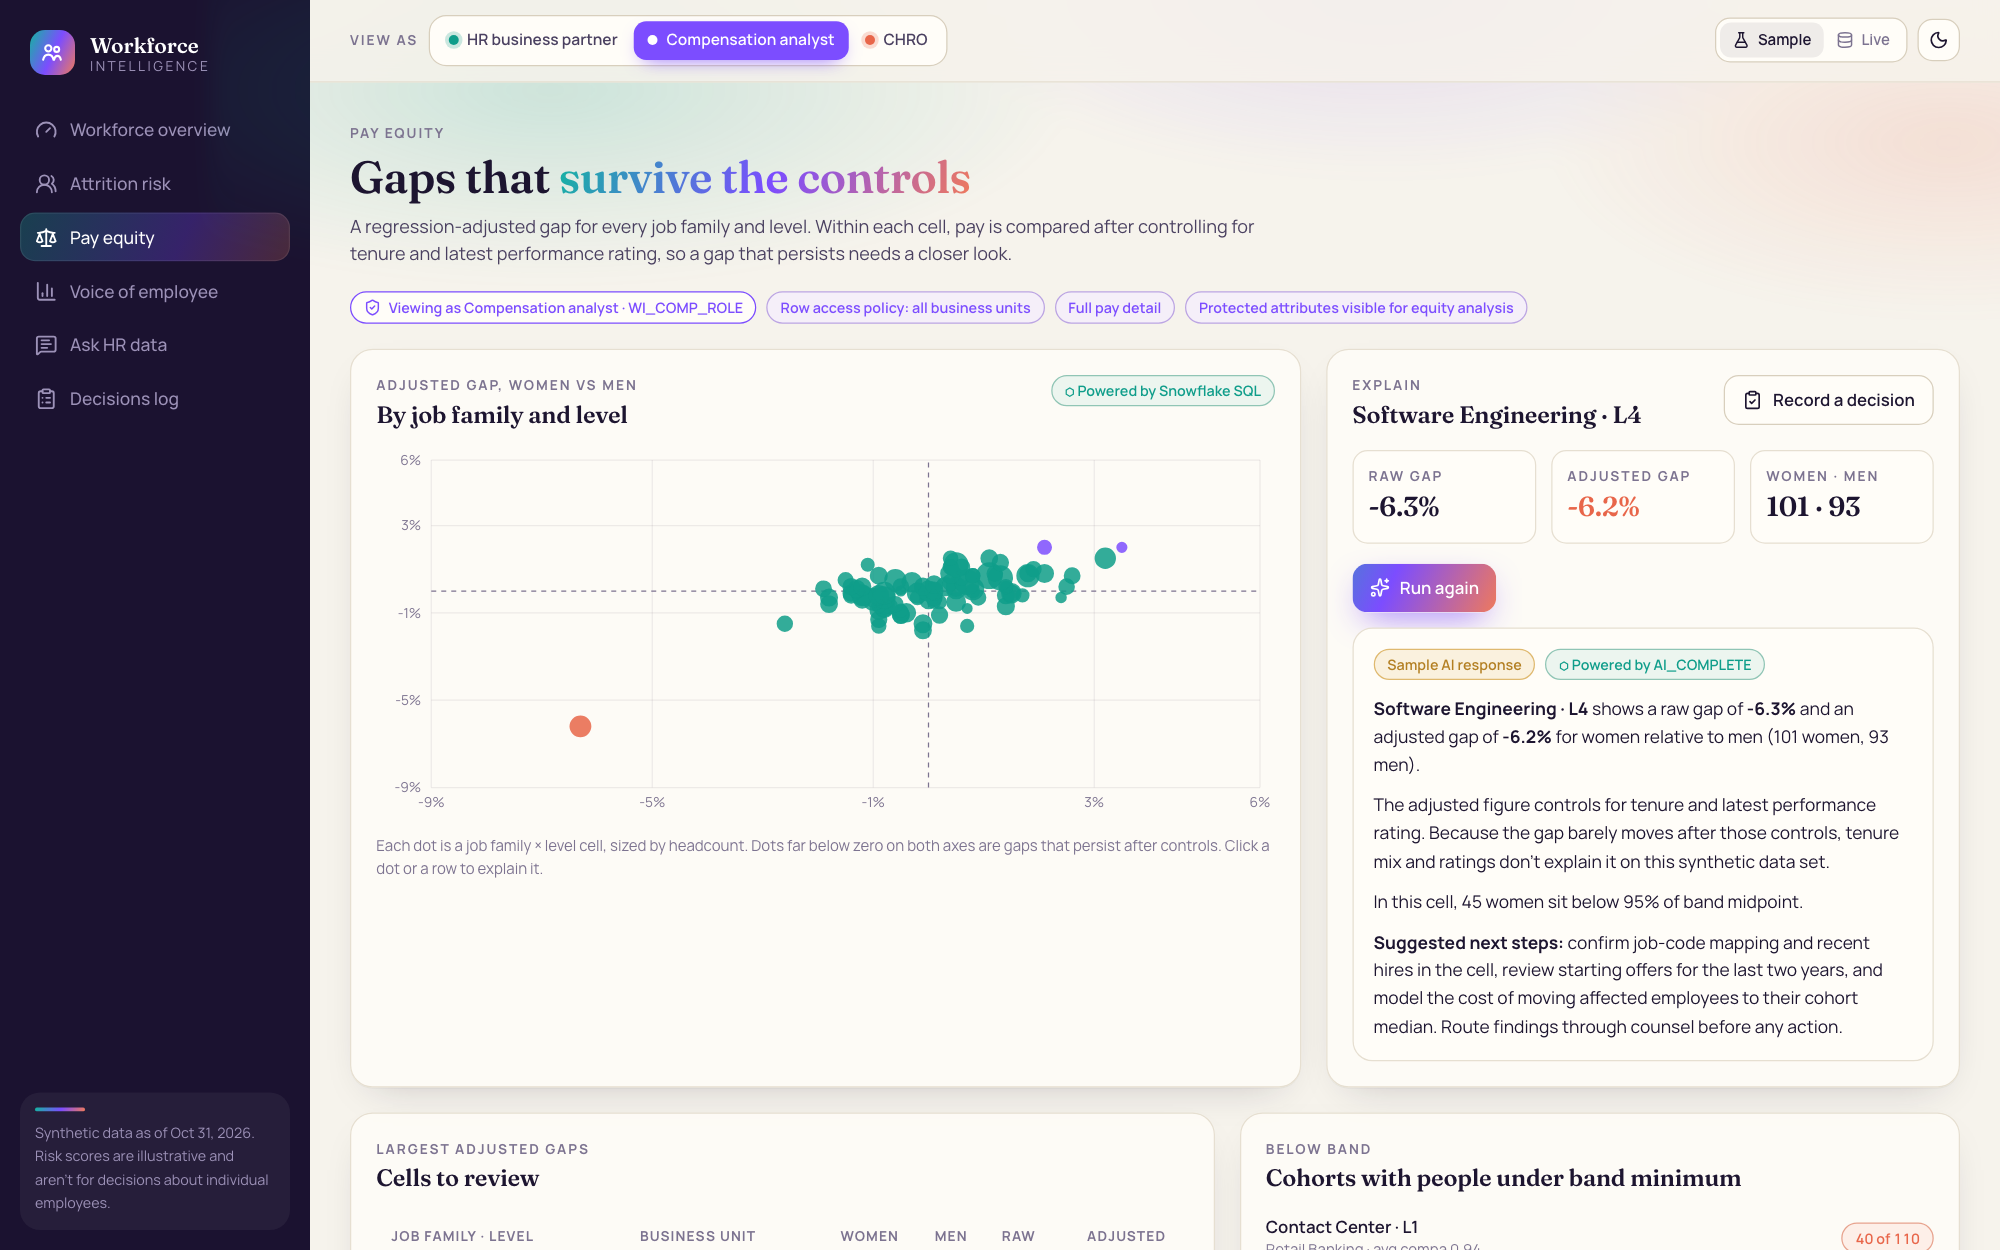 Workforce
INTELLIGENCE
Workforce overview
Attrition risk
Pay equity
Voice of employee
Ask HR data
Decisions log
Synthetic data as of Oct 31, 2026.
Risk scores are illustrative and
aren't for decisions about individual
employees.
VIEW AS
HR business partner
Compensation analyst
CHRO
Sample
Live
PAY EQUITY
Gaps that survive the controls
A regression-adjusted gap for every job family and level. Within each cell, pay is compared after controlling for
tenure and latest performance rating, so a gap that persists needs a closer look.
Viewing as Compensation analyst · WI_COMP_ROLE
Row access policy: all business units
Full pay detail
Protected attributes visible for equity analysis
ADJUSTED GAP, WOMEN VS MEN
By job family and level
Powered by Snowflake SQL
6%
3%
-1%
-5%
-9%
-9%
-5%
-1%
3%
6%
Each dot is a job family × level cell, sized by headcount. Dots far below zero on both axes are gaps that persist after controls. Click a
dot or a row to explain it.
EXPLAIN
Software Engineering · L4
Record a decision
RAW GAP
-6.3%
ADJUSTED GAP
-6.2%
WOMEN · MEN
101 · 93
Run again
Sample AI response
Powered by AI_COMPLETE
Software Engineering · L4 shows a raw gap of -6.3% and an
adjusted gap of -6.2% for women relative to men (101 women, 93
men).
The adjusted figure controls for tenure and latest performance
rating. Because the gap barely moves after those controls, tenure
mix and ratings don't explain it on this synthetic data set.
In this cell, 45 women sit below 95% of band midpoint.
Suggested next steps: confirm job-code mapping and recent
hires in the cell, review starting offers for the last two years, and
model the cost of moving affected employees to their cohort
median. Route findings through counsel before any action.
LARGEST ADJUSTED GAPS
Cells to review
JOB FAMILY · LEVEL
BUSINESS UNIT
WOMEN
MEN
RAW
ADJUSTED
BELOW BAND
Cohorts with people under band minimum
Contact Center · L1
Retail Banking · avg compa 0.94
40 of 110